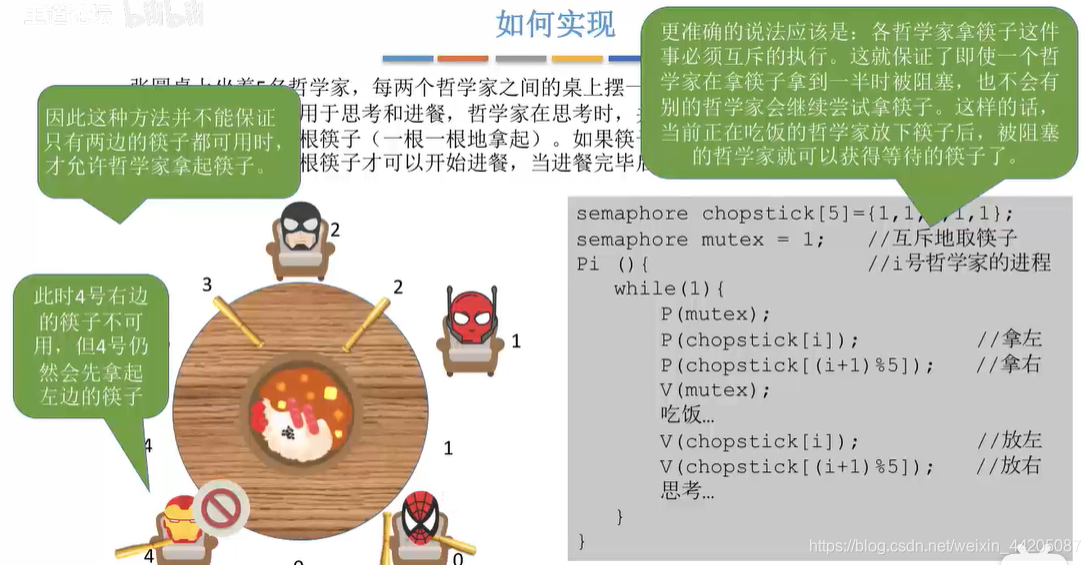 王道论坛 bilibili
如何实现
张圆桌上坐着5名哲学家，每两个哲学家之间的桌上摆一
用于思考和进餐，哲学家在思考时，
根筷子（一根一根地拿起）。如果筷
根筷子才可以开始进餐，当进餐完毕后
因此这种方法并不能保证
只有两边的筷子都可用时，
才允许哲学家拿起筷子。
更准确的说法应该是：各哲学家拿筷子这件
事必须互斥的执行。这就保证了即使一个哲
学家在拿筷子拿到一半时被阻塞，也不会有
别的哲学家会继续尝试拿筷子。这样的话，
当前正在吃饭的哲学家放下筷子后，被阻塞
的哲学家就可以获得等待的筷子了。
此时4号右边
的筷子不可
用，但4号仍
然会先拿起
左边的筷子
2
3
2
1
4
1
4
0
0
semaphore chopstick[5]={1,1,1,1,1};
semaphore mutex = 1; //互斥地取筷子
Pi (){ //i号哲学家的进程
while(1){
P(mutex);
P(chopstick[i]); //拿左
P(chopstick[(i+1)%5]); //拿右
V(mutex);
吃饭…
V(chopstick[i]); //放左
V(chopstick[(i+1)%5]); //放右
思考…
}
}
https://blog.csdn.net/weixin_44205087